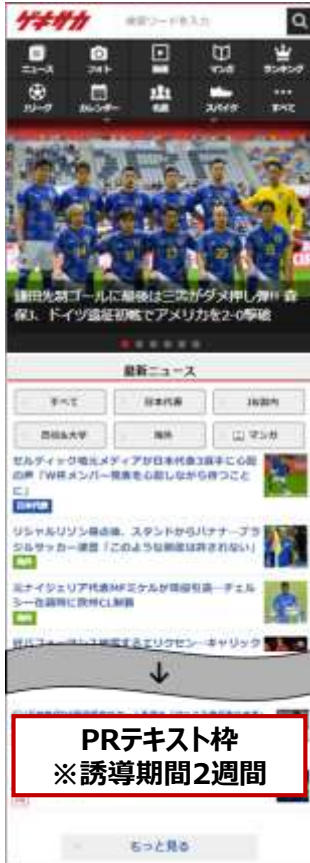 ゲキサカ
検索ワードを入力
ニュース
フォト
動画
マンガ
ランキング
Jリーグ
カレンダー
名鑑
スパイク
すべて
鎌田先制ゴールに最後は三笘がダメ押し弾!! 森
保J、ドイツ遠征初戦でアメリカを2-0撃破
最新ニュース
すべて
日本代表
J&国内
高校&大学
海外
マンガ
セルティック地元メディアが日本代表3選手に心配
の声「W杯メンバー発表を心配しながら待つこと
に」
日本代表
リシャルリソン得点後、スタンドからバナナ…ブラ
ジルサッカー連盟「このような態度は許されない」
海外
元ナイジェリア代表MFミケルが現役引退…チェル
シー在籍時に欧州CL制覇
海外
↓
PRテキスト枠
※誘導期間2週間
もっと見る